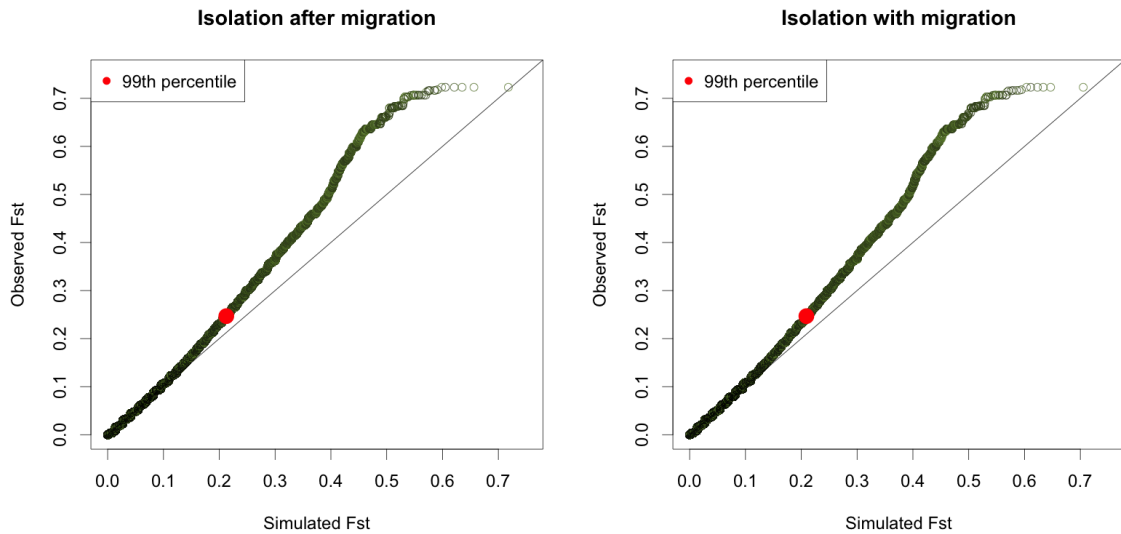 Isolation after migration
99th percentile
0.7
0.6
0.5
0.4
0.3
0.2
0.1
0.0
Observed Fst
0.0 0.1 0.2 0.3 0.4 0.5 0.6 0.7
Simulated Fst
Isolation with migration
99th percentile
0.7
0.6
0.5
0.4
0.3
0.2
0.1
0.0
Observed Fst
0.0 0.1 0.2 0.3 0.4 0.5 0.6 0.7
Simulated Fst